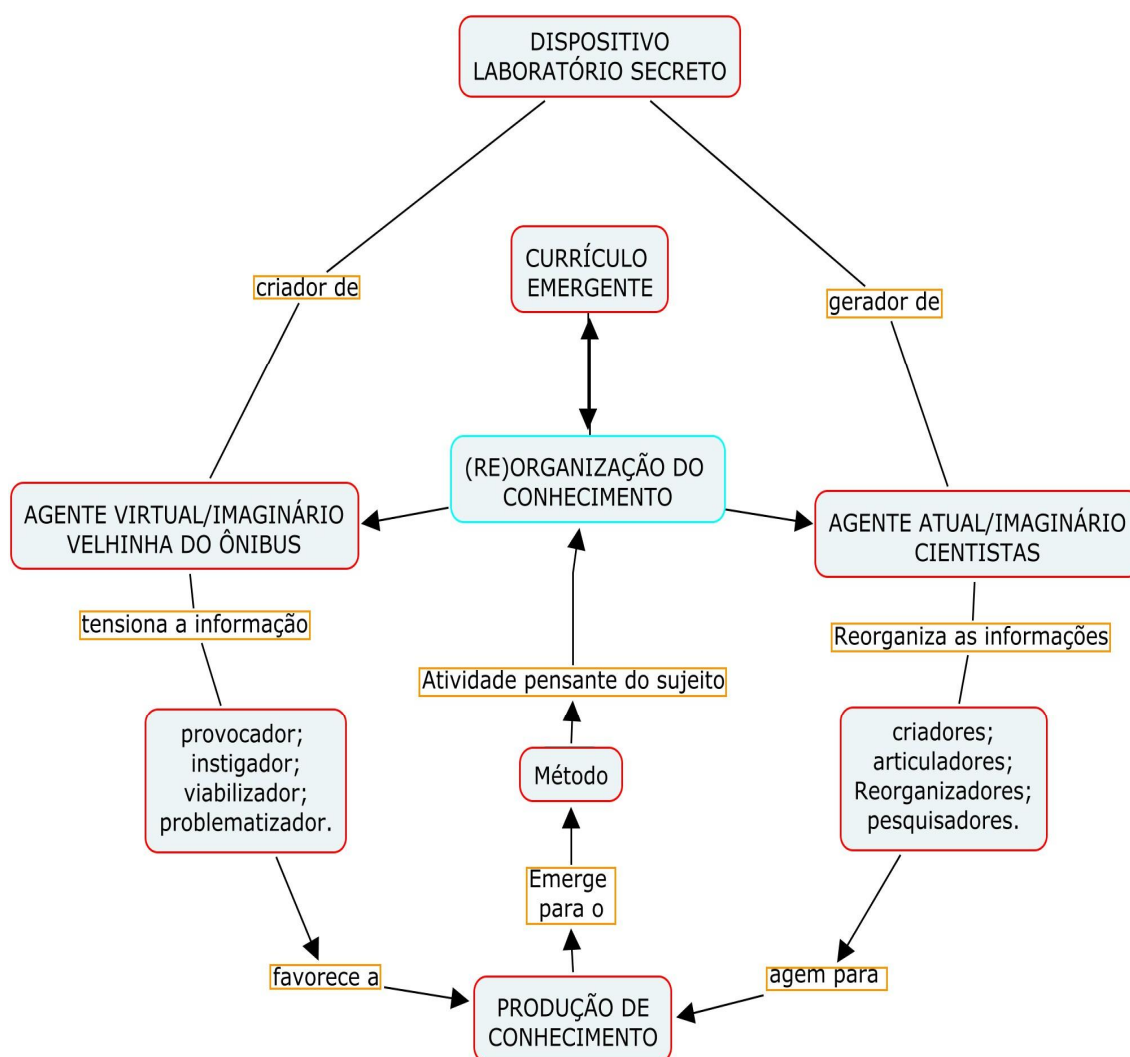 DISPOSITIVO
LABORATÓRIO SECRETO
CURRÍCULO
EMERGENTE
criador de
gerador de
(RE)ORGANIZAÇÃO DO
CONHECIMENTO
AGENTE VIRTUAL/IMAGINÁRIO
VELHINHA DO ÔNIBUS
AGENTE ATUAL/IMAGINÁRIO
CIENTISTAS
tensiona a informação
Reorganiza as informações
Atividade pensante do sujeito
provocador;
instigador;
viabilizador;
problematizador.
Método
criadores;
articuladores;
Reorganizadores;
pesquisadores.
Emerge
para o
favorece a
agem para
PRODUÇÃO DE
CONHECIMENTO